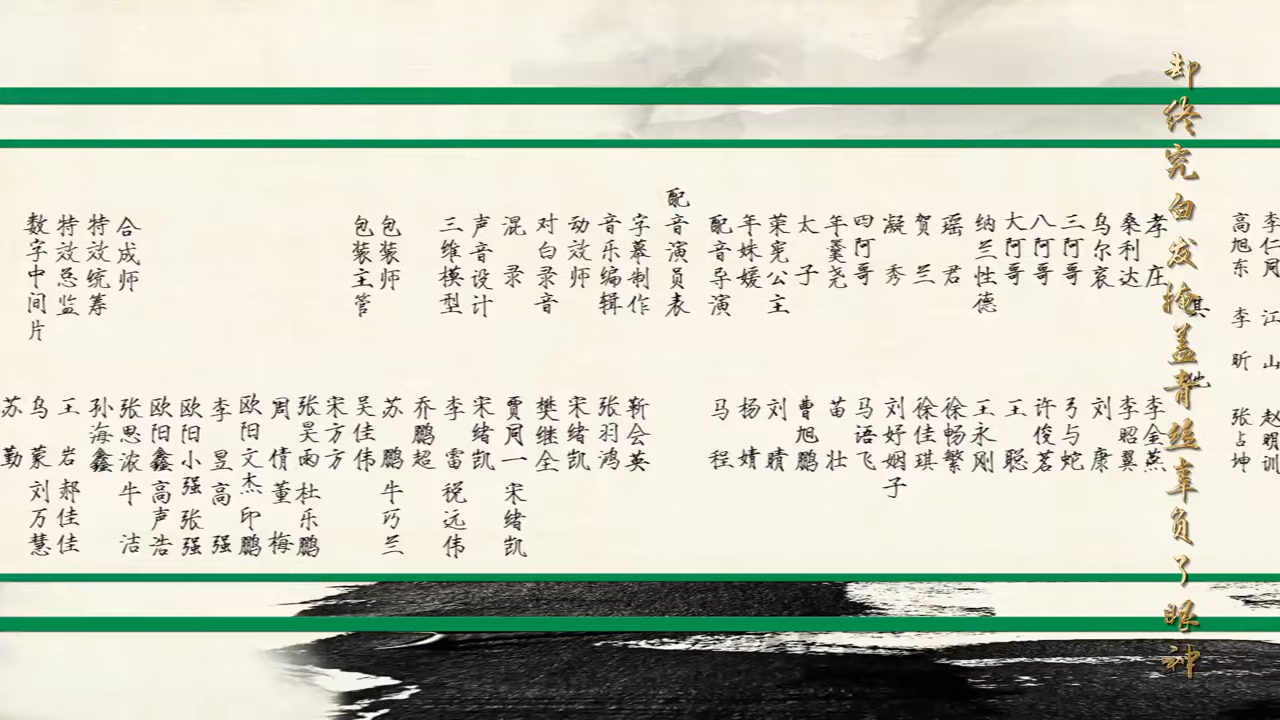 李仁周 江 山 赵明训
高旭东 李 昕 张占坤
其 他
却终究白发掩盖青丝辜负了眼神
孝 庄 李金燕
桑利达 李昭翼
乌尔衮 刘 康
三阿哥 弓与蛇
八阿哥 许俊茗
大阿哥 王 聪
纳兰性德 王永刚
瑶 君 徐畅繁
贺 兰 徐佳琪
凝 秀 刘好姻子
四阿哥 马语飞
年羹尧 苗 壮
太 子 曹旭鹏
荣宪公主 刘 晴
年姝媛 杨 婧
配音导演 马 程
配音演员表
字幕制作 靳会英
音乐编辑 张羽鸿
动效师 宋绪凯
对白录音 樊继全
混 录 贾同一 宋绪凯
声音设计 宋绪凯
三维模型 李 雷 税远伟
乔鹏超
包装师 苏 鹏 牛巧兰
包装主管 吴佳伟
宋方方
张昊雨 杜乐鹏
周 倩 董 梅
欧阳文杰 印鹏
李 昱 高 强
欧阳小强 张强
欧阳鑫 高声浩
合成师 张思浓 牛 洁
特效统筹 孙海鑫
特效总监 王 岩 郝佳佳
数字中间片 乌 蒙 刘万慧
苏 勤